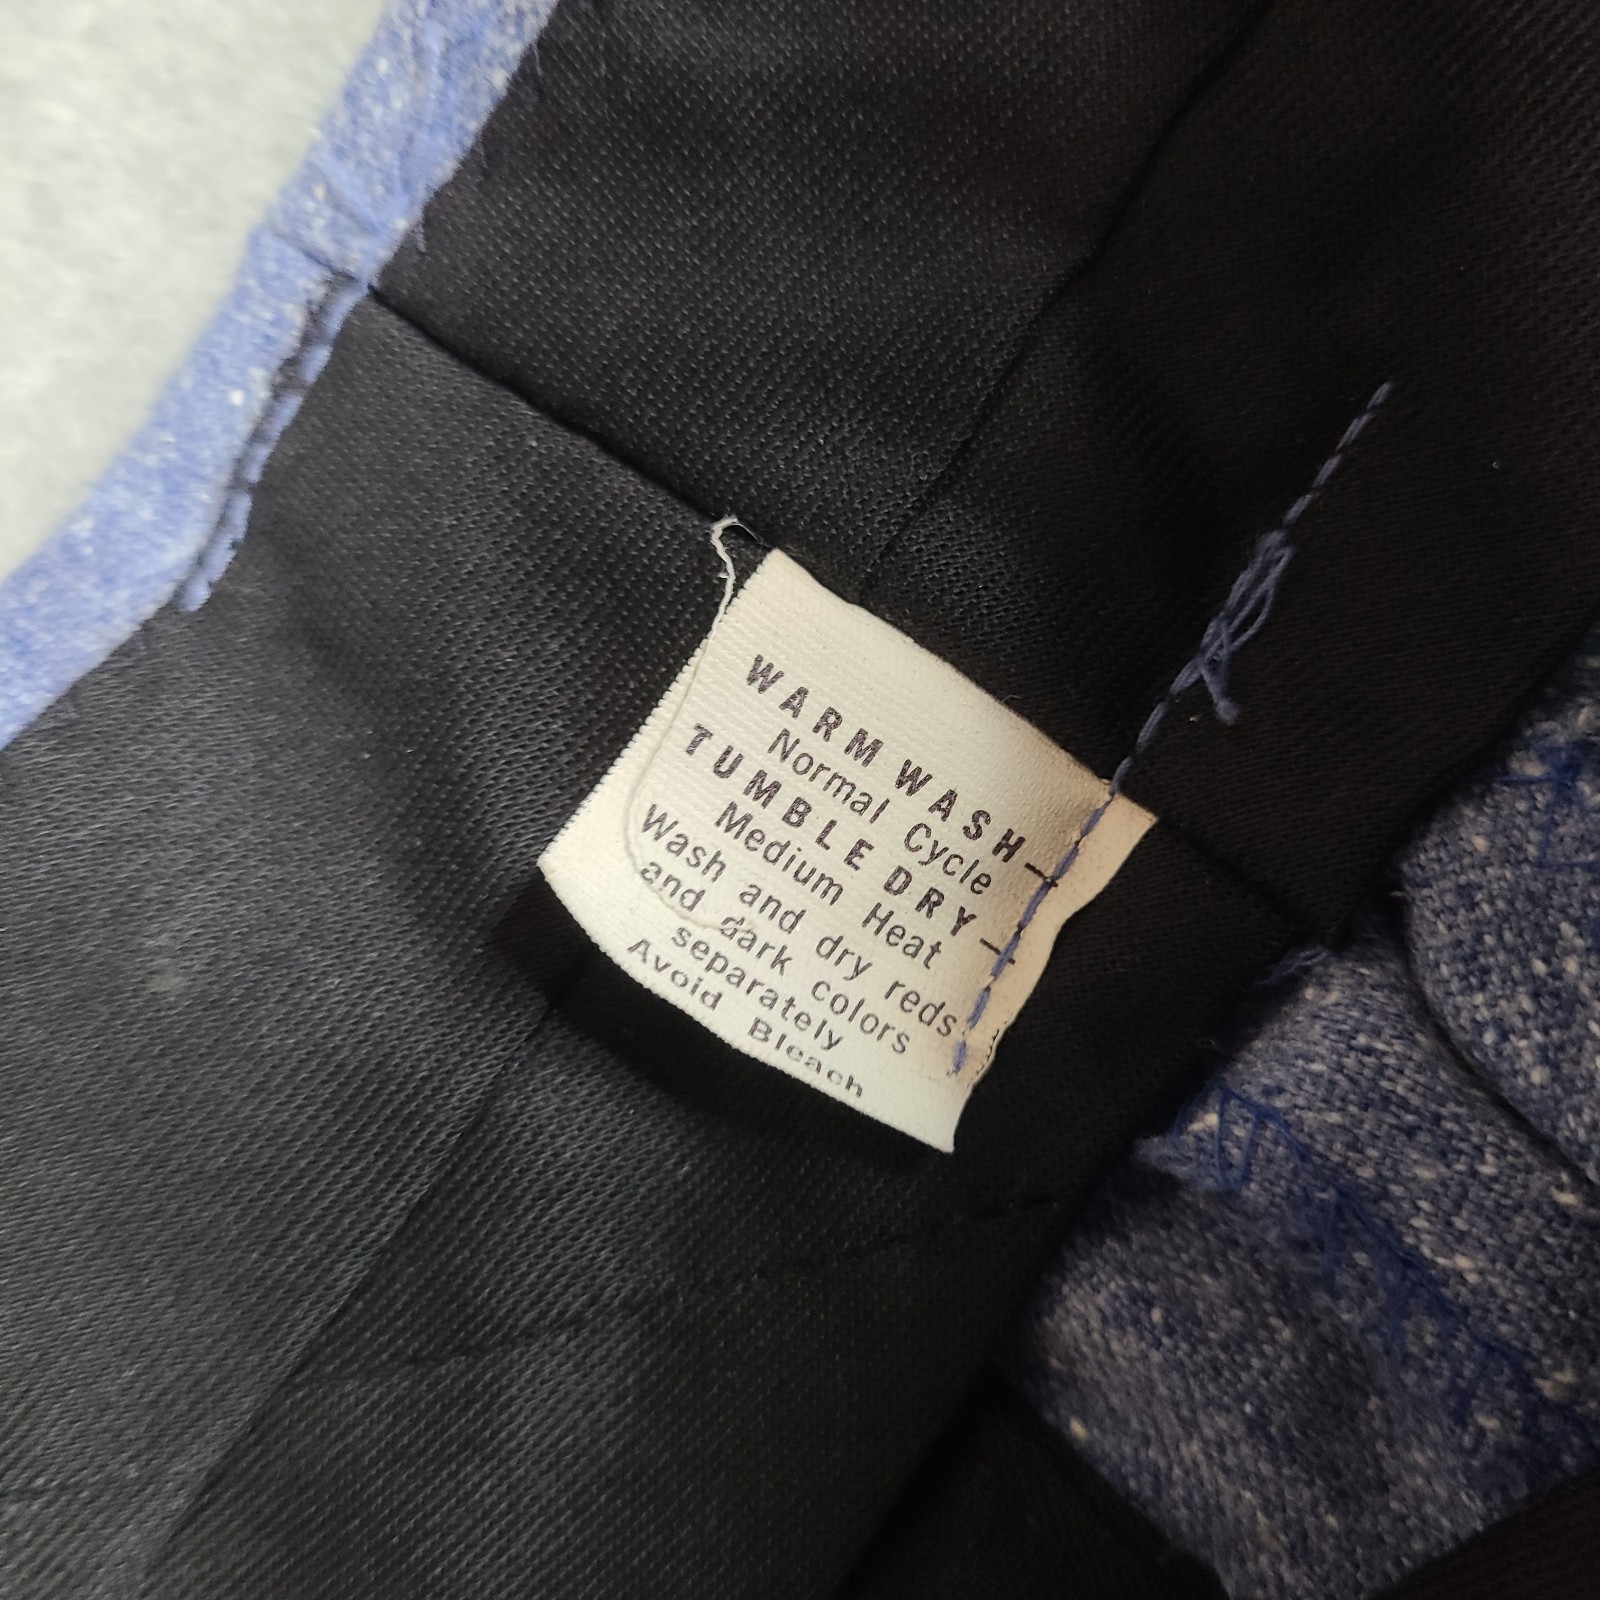 WARM WASH—
Normal Cycle
TUMBLE DRY—
Medium Heat
Wash and dry reds
and dark colors
separately
Avoid Bleach